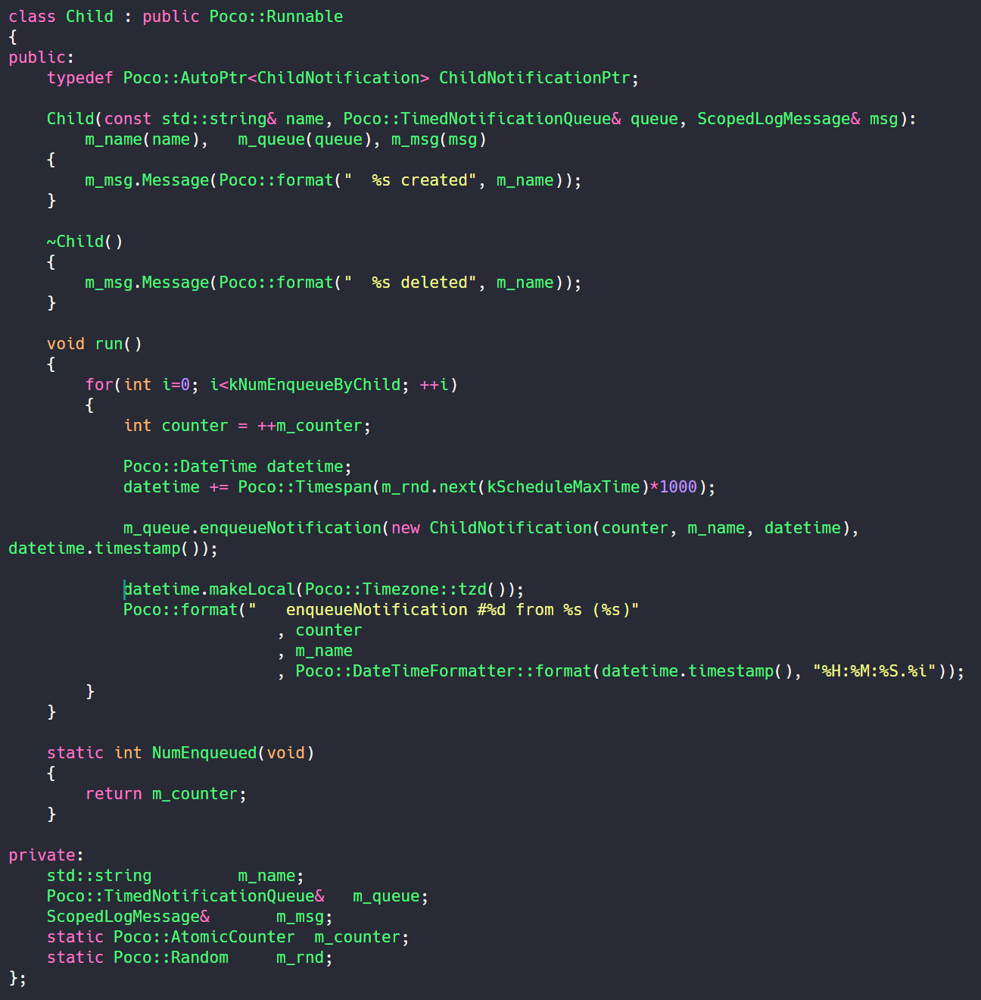 class Child : public Poco::Runnable
{
public:
    typedef Poco::AutoPtr<ChildNotification> ChildNotificationPtr;

    Child(const std::string& name, Poco::TimedNotificationQueue& queue, ScopedLogMessage& msg):
        m_name(name),   m_queue(queue), m_msg(msg)
    {
        m_msg.Message(Poco::format("  %s created", m_name));
    }

    ~Child()
    {
        m_msg.Message(Poco::format("  %s deleted", m_name));
    }

    void run()
    {
        for(int i=0; i<kNumEnqueueByChild; ++i)
        {
            int counter = ++m_counter;

            Poco::DateTime datetime;
            datetime += Poco::Timespan(m_rnd.next(kScheduleMaxTime)*1000);

            m_queue.enqueueNotification(new ChildNotification(counter, m_name, datetime),
datetime.timestamp());

            datetime.makeLocal(Poco::Timezone::tzd());
            Poco::format("   enqueueNotification #%d from %s (%s)"
                            , counter
                            , m_name
                            , Poco::DateTimeFormatter::format(datetime.timestamp(), "%H:%M:%S.%i"));
        }
    }

    static int NumEnqueued(void)
    {
        return m_counter;
    }

private:
    std::string         m_name;
    Poco::TimedNotificationQueue&   m_queue;
    ScopedLogMessage&       m_msg;
    static Poco::AtomicCounter  m_counter;
    static Poco::Random     m_rnd;
};